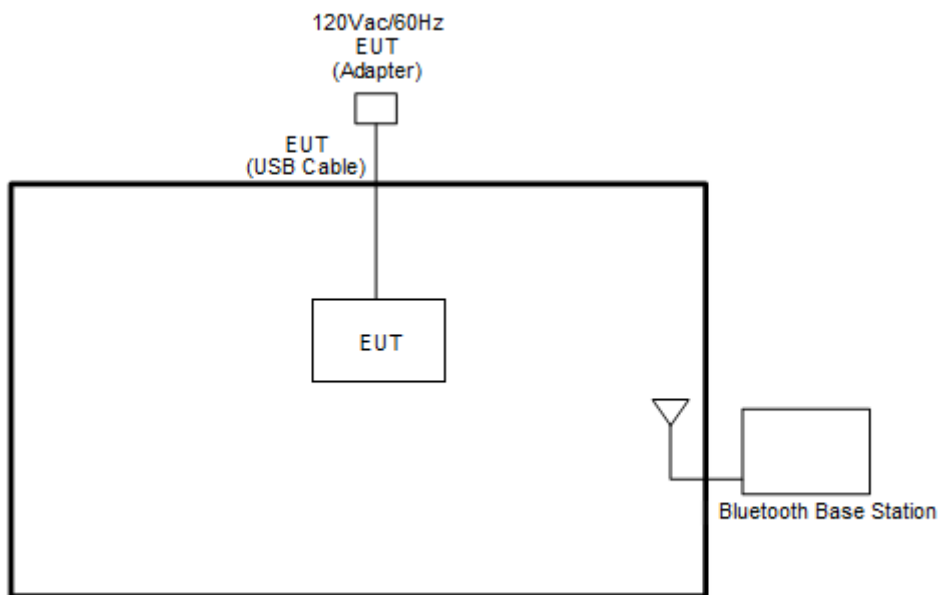 120Vac/60Hz
EUT
(Adapter)
EUT
(USB Cable)
EUT
Bluetooth Base Station